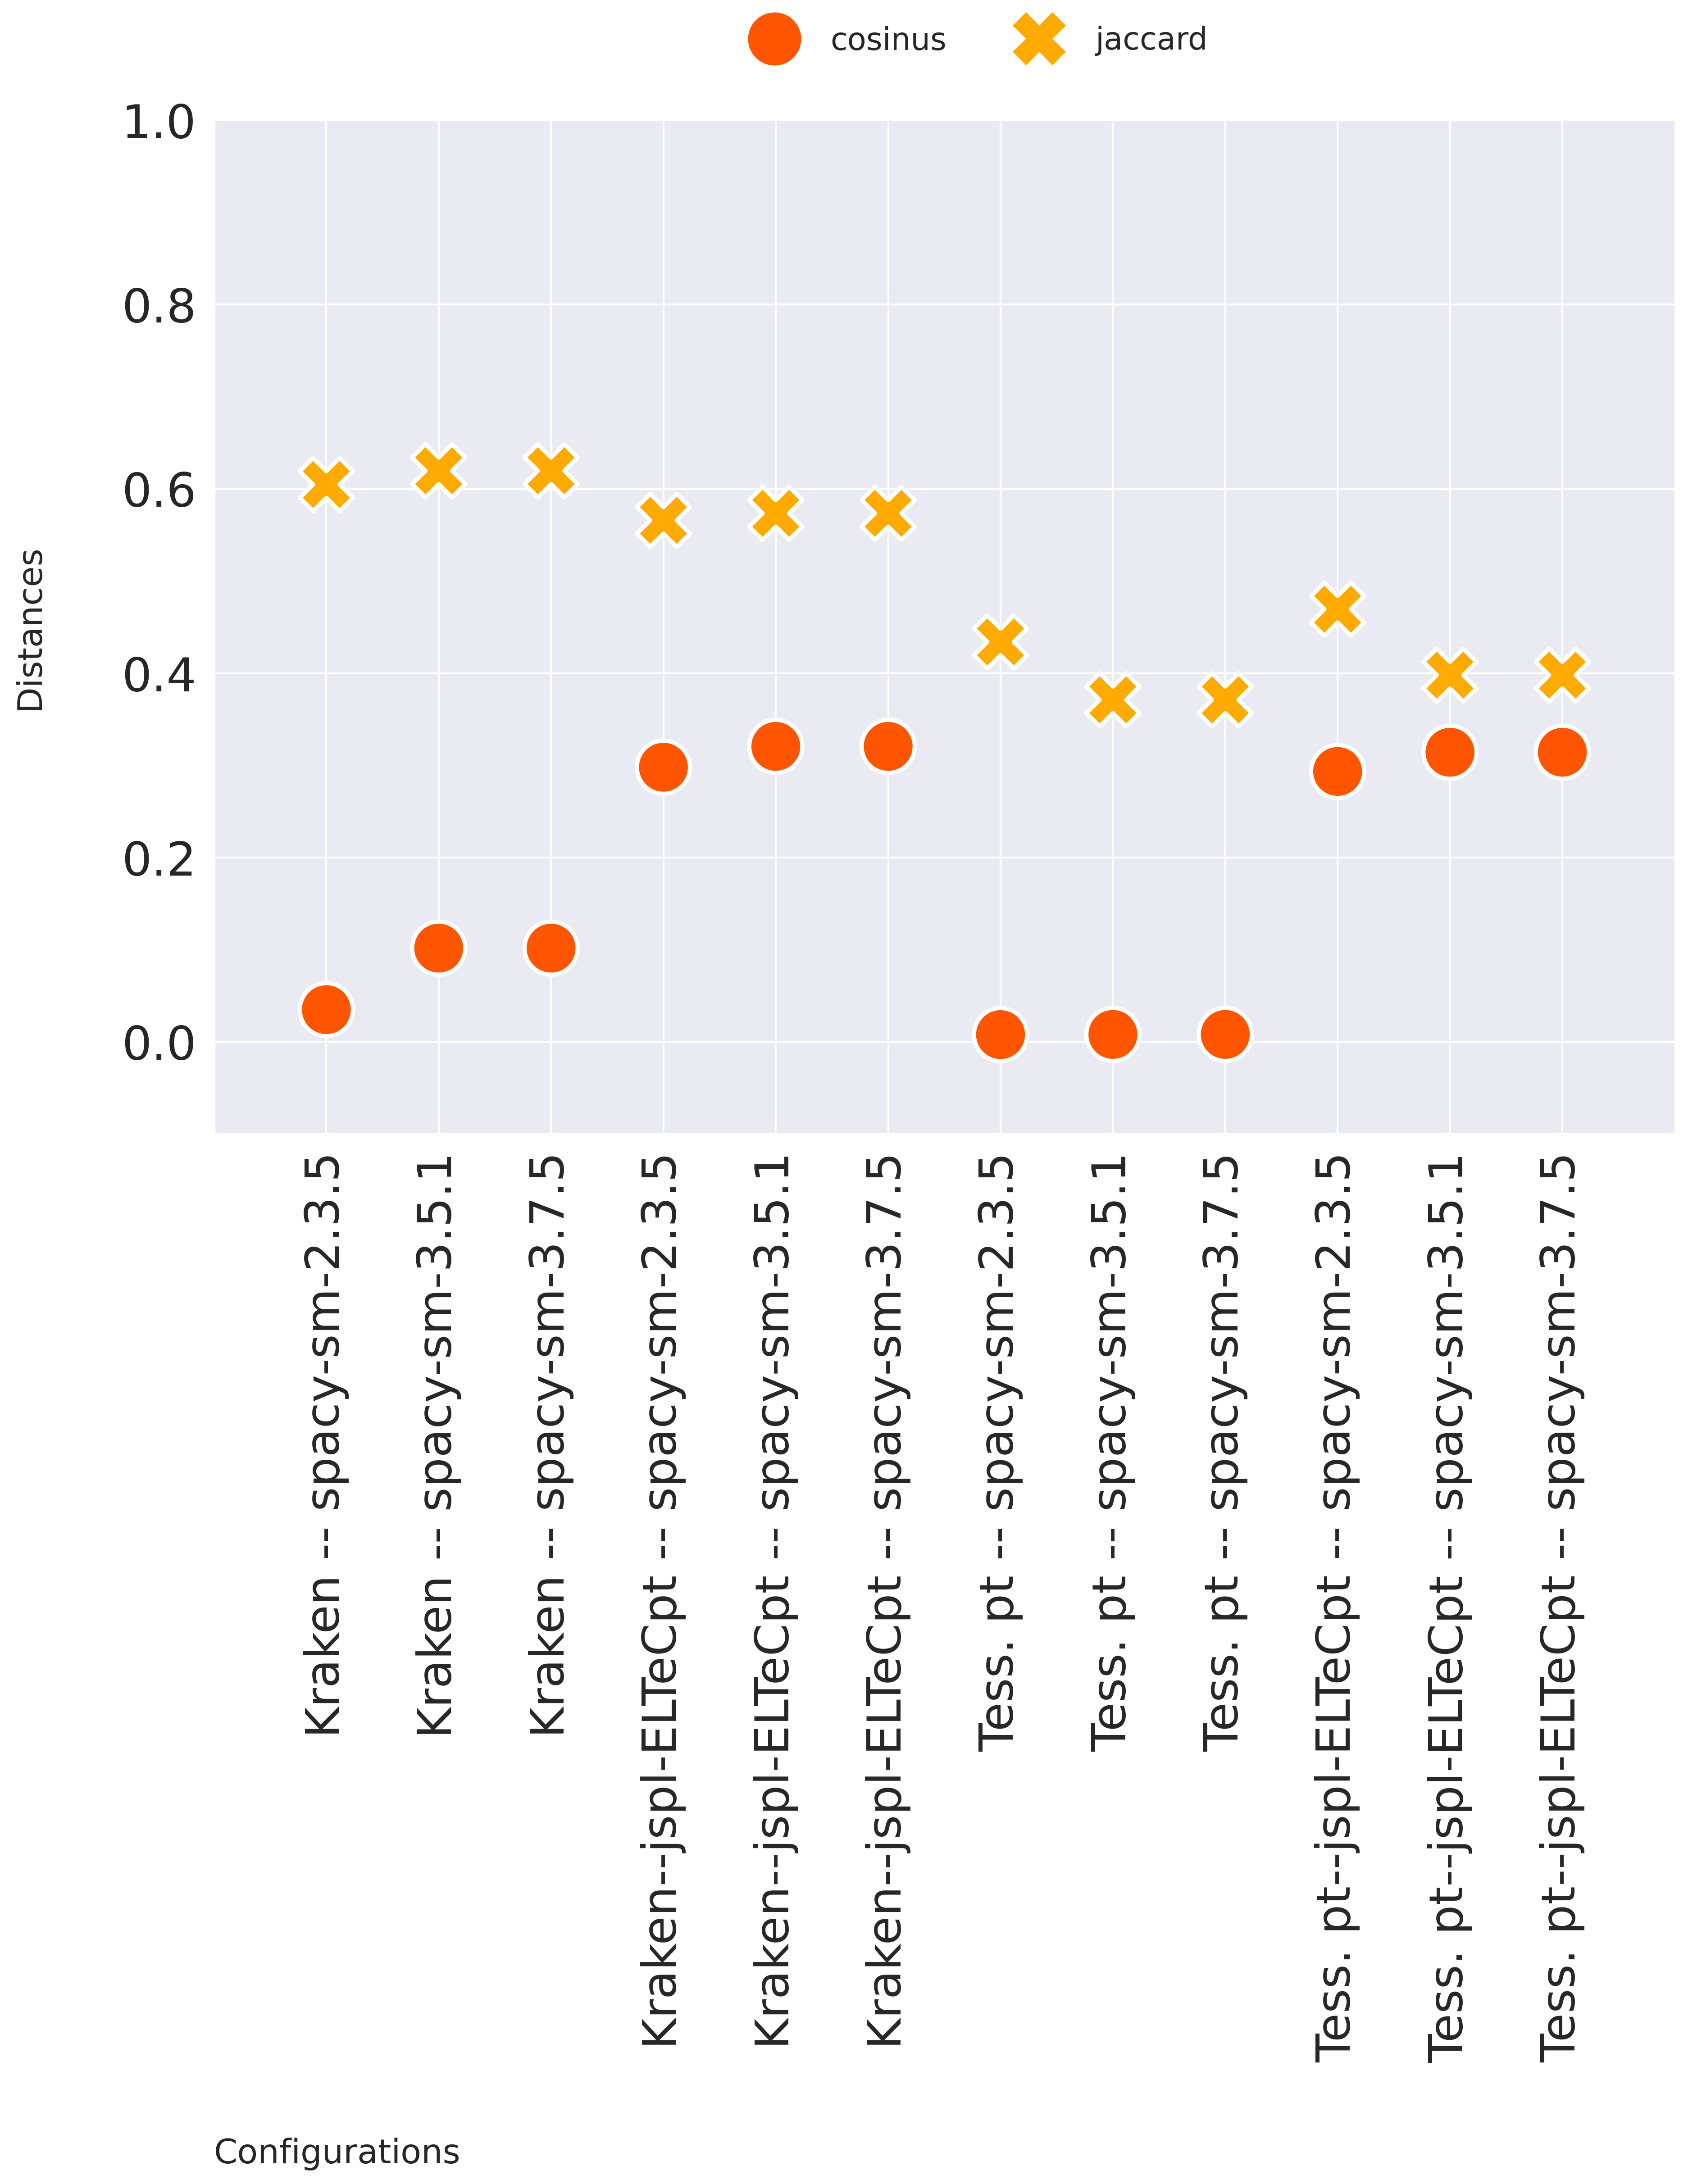 cosinus
jaccard
1.0
0.8
0.6
0.4
0.2
0.0
Distances
Kraken -- spacy-sm-2.3.5
Kraken -- spacy-sm-3.5.1
Kraken -- spacy-sm-3.7.5
Kraken--jspl-ELTeCpt -- spacy-sm-2.3.5
Kraken--jspl-ELTeCpt -- spacy-sm-3.5.1
Kraken--jspl-ELTeCpt -- spacy-sm-3.7.5
Tess. pt -- spacy-sm-2.3.5
Tess. pt -- spacy-sm-3.5.1
Tess. pt -- spacy-sm-3.7.5
Tess. pt--jspl-ELTeCpt -- spacy-sm-2.3.5
Tess. pt--jspl-ELTeCpt -- spacy-sm-3.5.1
Tess. pt--jspl-ELTeCpt -- spacy-sm-3.7.5
Configurations